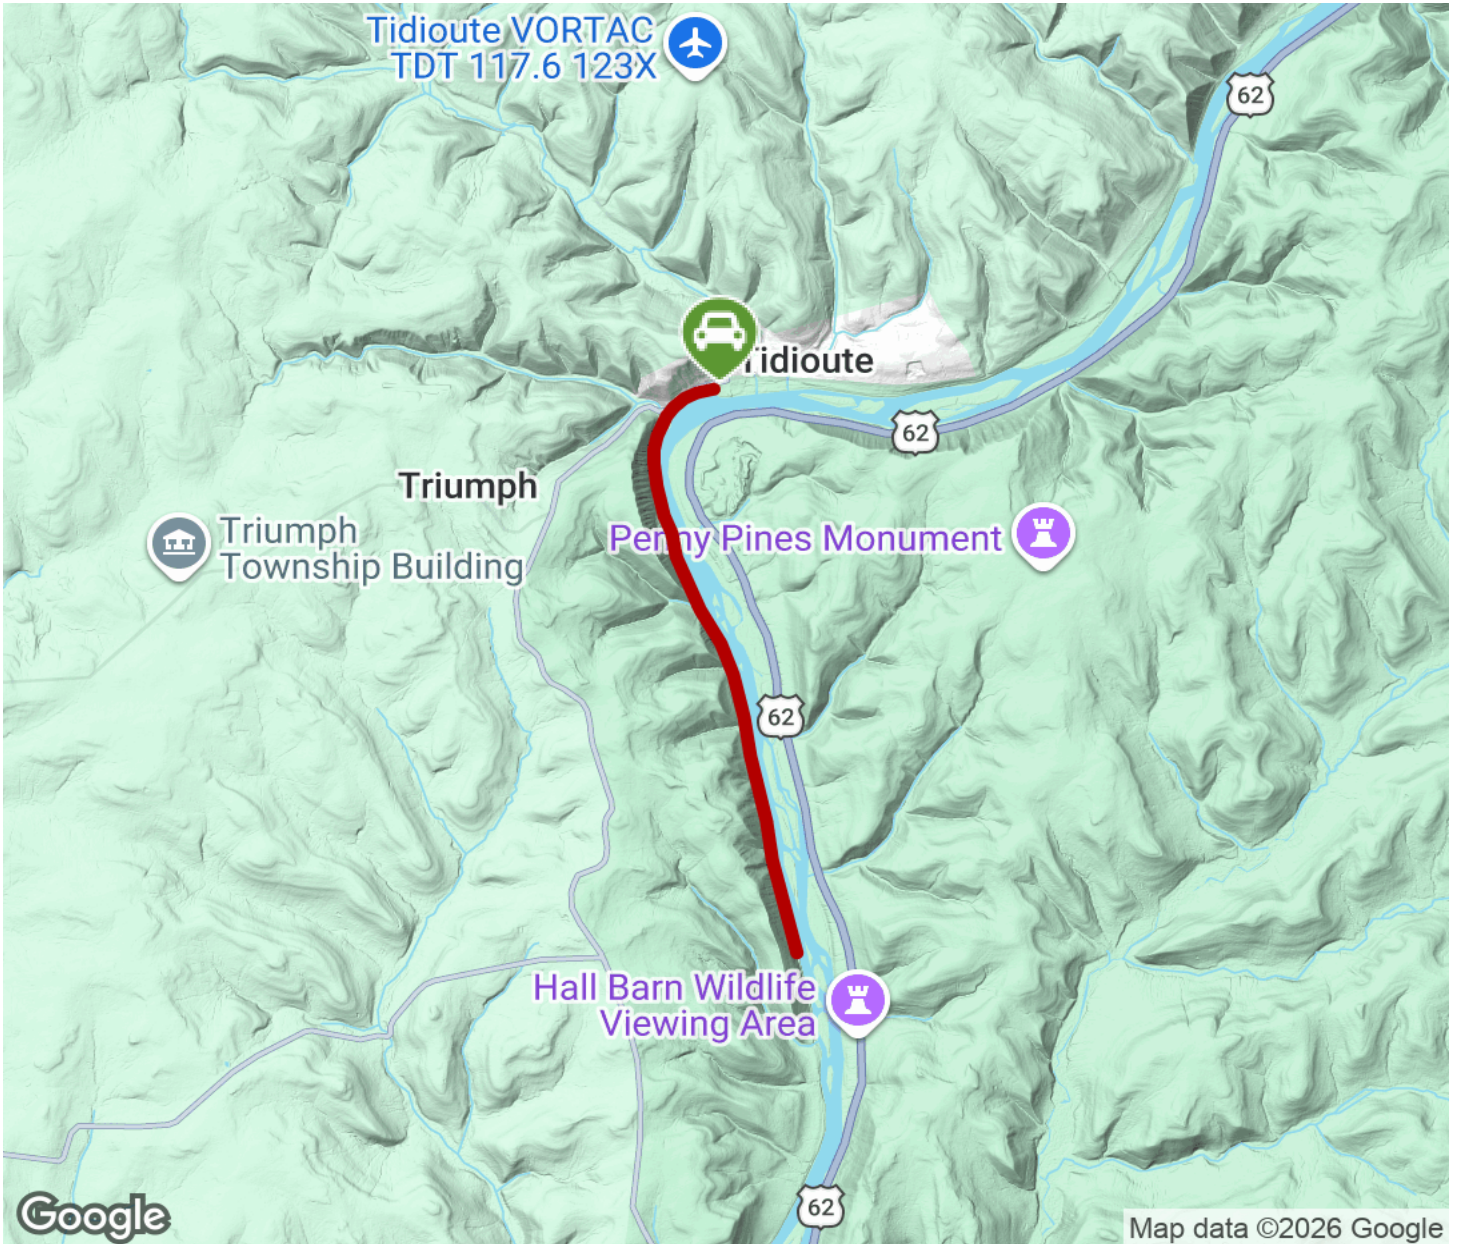 Tidioute VORTAC
TDT 117.6 123X
62
Tidioute
62
Triumph
Triumph
Township Building
Penny Pines Monument
62
Hall Barn Wildlife
Viewing Area
62
Google
Map data ©2026 Google